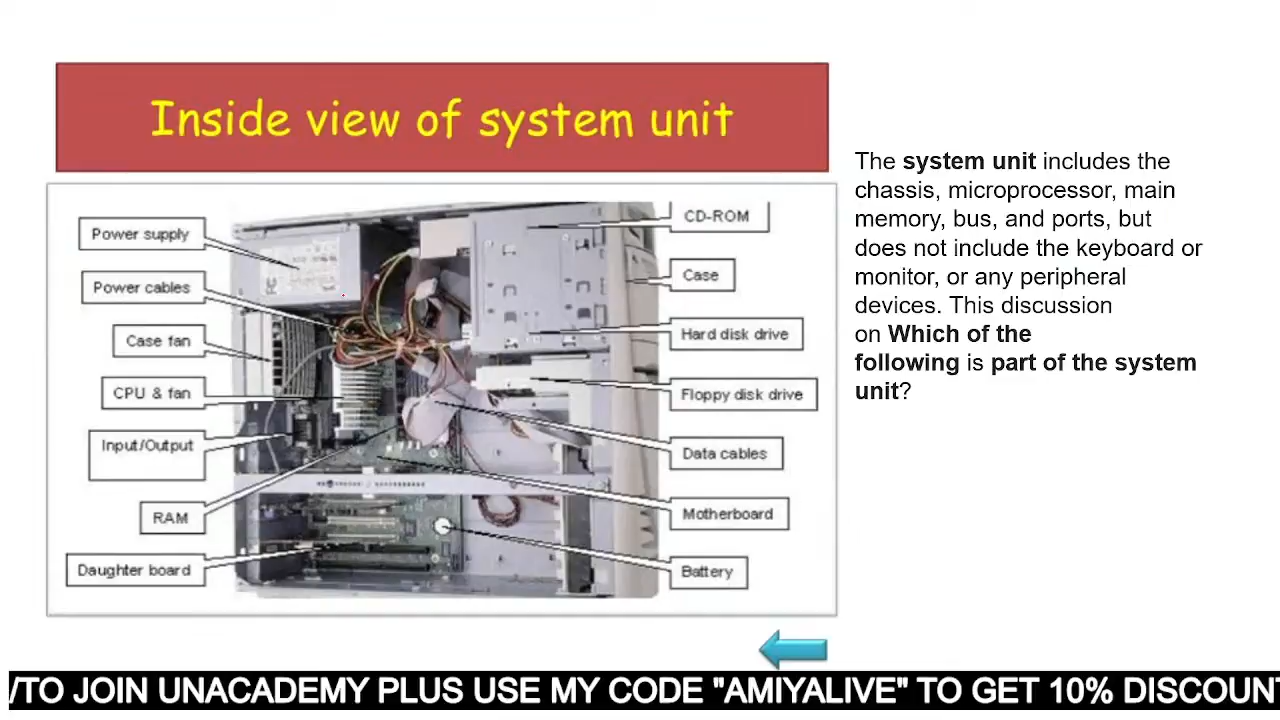 Inside view of system unit
Power supply
Power cables
Case fan
CPU & fan
Input/Output
RAM
Daughter board
CD-ROM
Case
Hard disk drive
Floppy disk drive
Data cables
Motherboard
Battery
The system unit includes the
chassis, microprocessor, main
memory, bus, and ports, but
does not include the keyboard or
monitor, or any peripheral
devices. This discussion
on Which of the
following is part of the system
unit?
/TO JOIN UNACADEMY PLUS USE MY CODE "AMIYALIVE" TO GET 10% DISCOUNT